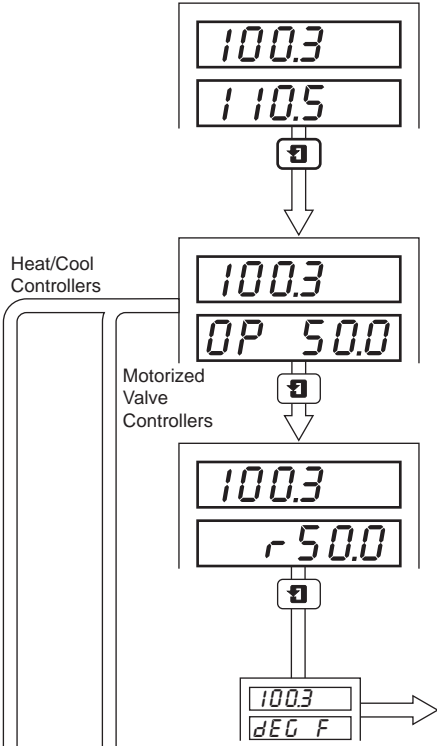 100.3
110.5
Heat/Cool
Controllers
100.3
OP 50.0
Motorized
Valve
Controllers
100.3
r 50.0
100.3
dEG F